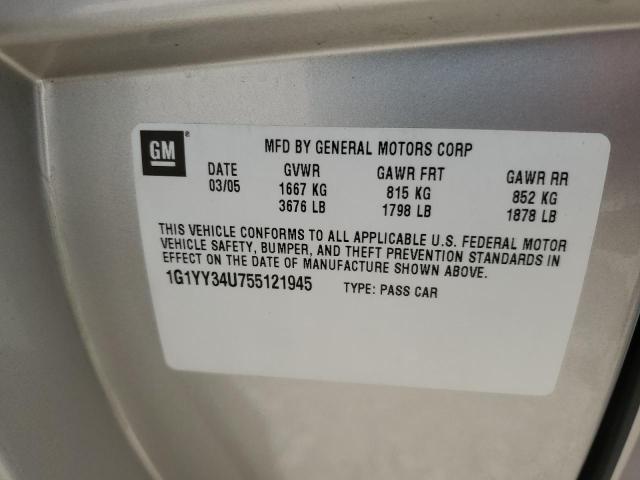 GM®
MFD BY GENERAL MOTORS CORP
DATE GVWR GAWR FRT GAWR RR
03/05 1667 KG 815 KG 852 KG
3676 LB 1798 LB 1878 LB
THIS VEHICLE CONFORMS TO ALL APPLICABLE U.S. FEDERAL MOTOR
VEHICLE SAFETY, BUMPER, AND THEFT PREVENTION STANDARDS IN
EFFECT ON THE DATE OF MANUFACTURE SHOWN ABOVE.
1G1YY34U755121945 TYPE: PASS CAR